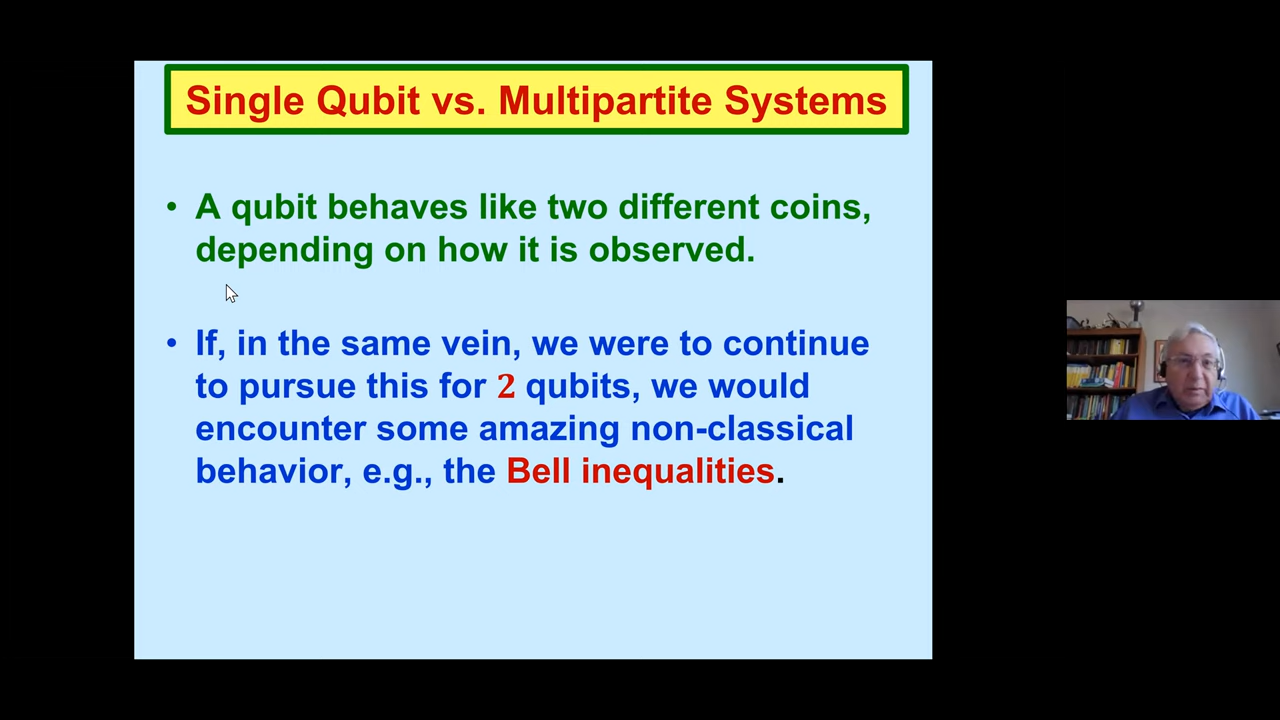 Single Qubit vs. Multipartite Systems
• A qubit behaves like two different coins,
depending on how it is observed.
• If, in the same vein, we were to continue
to pursue this for 2 qubits, we would
encounter some amazing non-classical
behavior, e.g., the Bell inequalities.